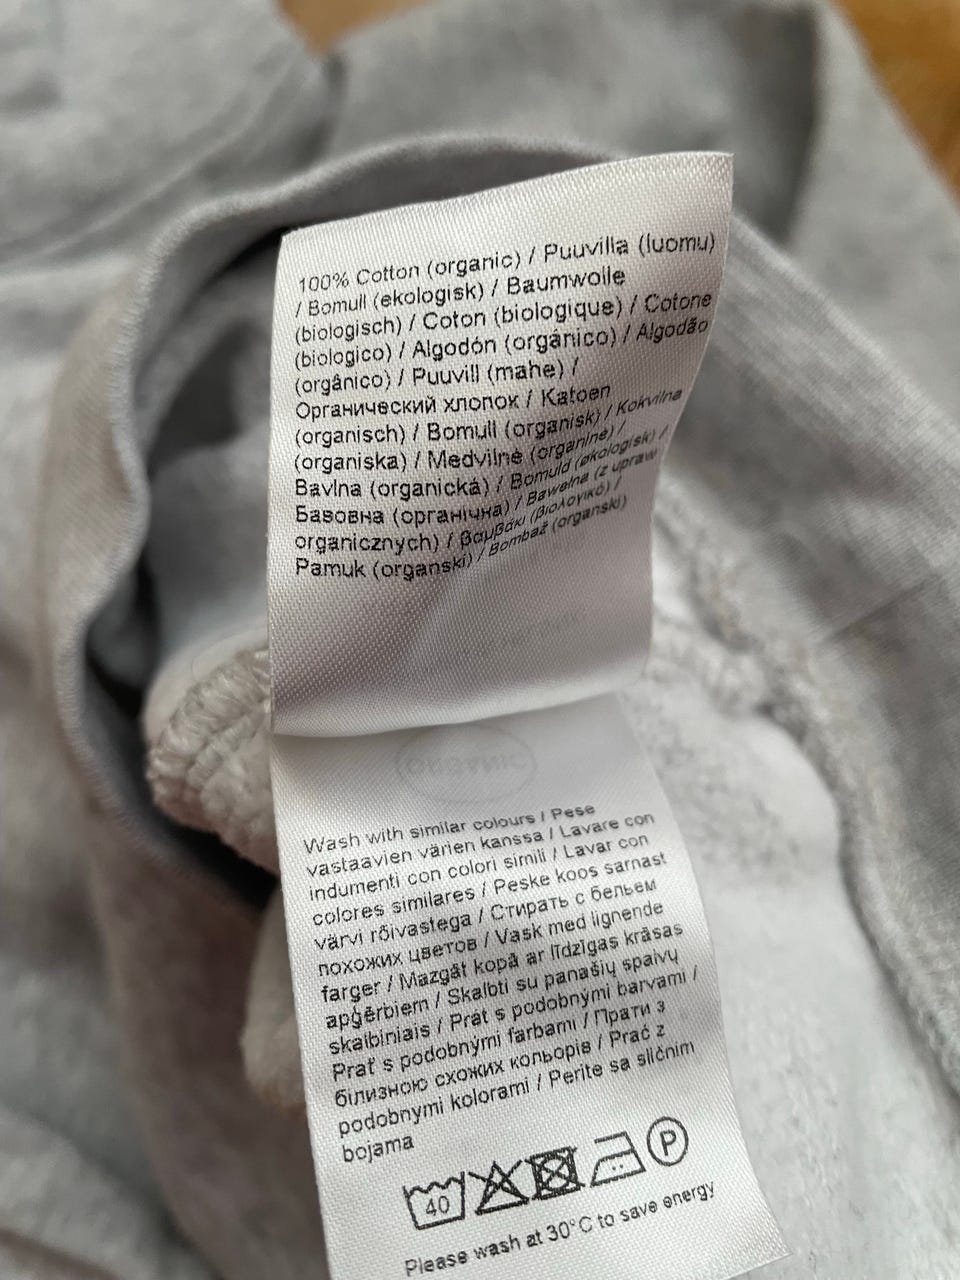 100% Cotton (organic) / Puuvilla (luomu)
/ Bomull (ekologisk) / Baumwolle
(biologisch) / Coton (biologique) / Cotone
(biologico) / Algodón (orgánico) / Algodão
(orgânico) / Puuvill (mahe) /
Органический хлопок / Katoen
(organisch) / Bomull (organisk) / Kokvilna
(organiska) / Medvilnė (organinė) /
Bavlna (organická) / Bomuld (økologisk) /
Базовна (органічна) / Bawełna (z upraw
organicznych) / βαμβάκι (βιολογικό) /
Pamuk (organski) / Bombaž (organski)
ORGANIC
Wash with similar colours / Pese
vastaavien värien kanssa / Lavare con
indumenti con colori simili / Lavar con
colores similares / Peske koos sarnast
värvi rõivastega / Стирать с бельем
похожих цветов / Vask med lignende
farger / Mazgāt kopā ar līdzīgas krāsas
apģērbiem / Skalbti su panašių spalvų
skalbiniais / Prát s podobnými barvami /
Prať s podobnými farbami / Прати з
білизною схожих кольорів / Prać z
podobnymi kolorami / Perite sa sličnim
bojama
40 P
Please wash at 30°C to save energy